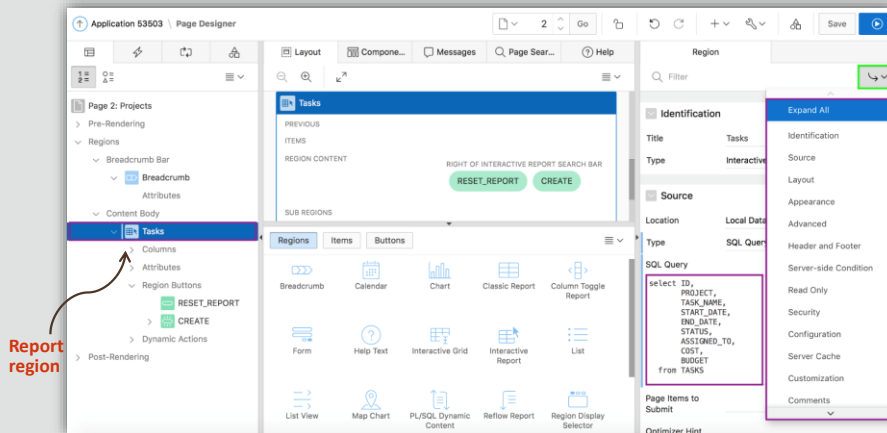 Application 53503 \ Page Designer
2
Go
Save
Layout
Compone...
Messages
Page Sear...
Help
Region
Filter
Page 2: Projects
Pre-Rendering
Regions
Breadcrumb Bar
Breadcrumb
Attributes
Content Body
Tasks
Columns
Attributes
Region Buttons
RESET_REPORT
CREATE
Dynamic Actions
Post-Rendering
Report
region
Tasks
PREVIOUS
ITEMS
REGION CONTENT
RIGHT OF INTERACTIVE REPORT SEARCH BAR
RESET_REPORT
CREATE
SUB REGIONS
Regions
Items
Buttons
Breadcrumb
Calendar
Chart
Classic Report
Column Toggle
Report
Form
Help Text
Interactive Grid
Interactive
Report
List
List View
Map Chart
PL/SQL Dynamic
Content
Reflow Report
Region Display
Selector
Identification
Title
Tasks
Type
Interactive
Source
Location
Local Data
Type
SQL Query
SQL Query
select ID,
PROJECT,
TASK_NAME,
START_DATE,
END_DATE,
STATUS,
ASSIGNED_TO,
COST,
BUDGET
from TASKS
Page Items to
Submit
Optimizer Hint
Expand All
Identification
Source
Layout
Appearance
Advanced
Header and Footer
Server-side Condition
Read Only
Security
Configuration
Server Cache
Customization
Comments